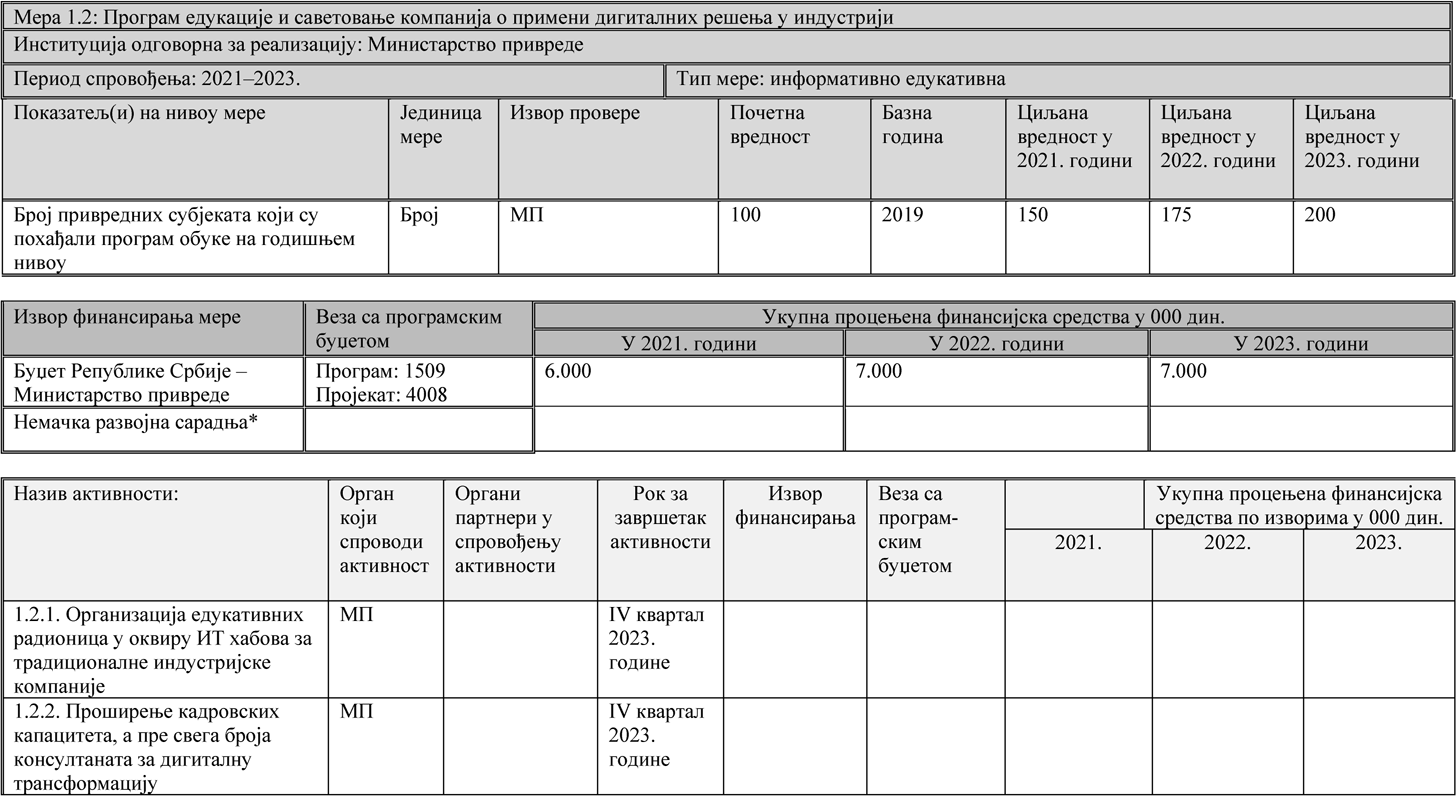 Мера 1.2: Програм едукације и саветовање компанија о примени дигиталних решења у индустрији
Институција одговорна за реализацију: Министарство привреде
Период спровођења: 2021–2023.
Тип мере: информативно едукативна
Показатељ(и) на нивоу мере
Јединица
мере
Извор провере
Почетна
вредност
Базна
година
Циљана
вредност у
2021. години
Циљана
вредност у
2022. години
Циљана
вредност у
2023. години
Број привредних субјеката који су
похађали програм обуке на годишњем
нивоу
Број
МП
100
2019
150
175
200
Извор финансирања мере
Веза са програмским
буџетом
Укупна процењена финансијска средства у 000 дин.
У 2021. години
У 2022. години
У 2023. години
Буџет Републике Србије –
Министарство привреде
Програм: 1509
Пројекат: 4008
6.000
7.000
7.000
Немачка развојна сарадња*
Назив активности:
Орган
који
спроводи
активност
Органи
партнери у
спровођењу
активности
Рок за
завршетак
активности
Извор
финансирања
Веза са
програм-
ским
буџетом
Укупна процењена финансијска
средства по изворима у 000 дин.
2021.
2022.
2023.
1.2.1. Организација едукативних
радионица у оквиру ИТ хабова за
традиционалне индустријске
компаније
МП
IV квартал
2023.
године
1.2.2. Проширење кадровских
капацитета, а пре свега броја
консултаната за дигиталну
трансформацију
МП
IV квартал
2023.
године